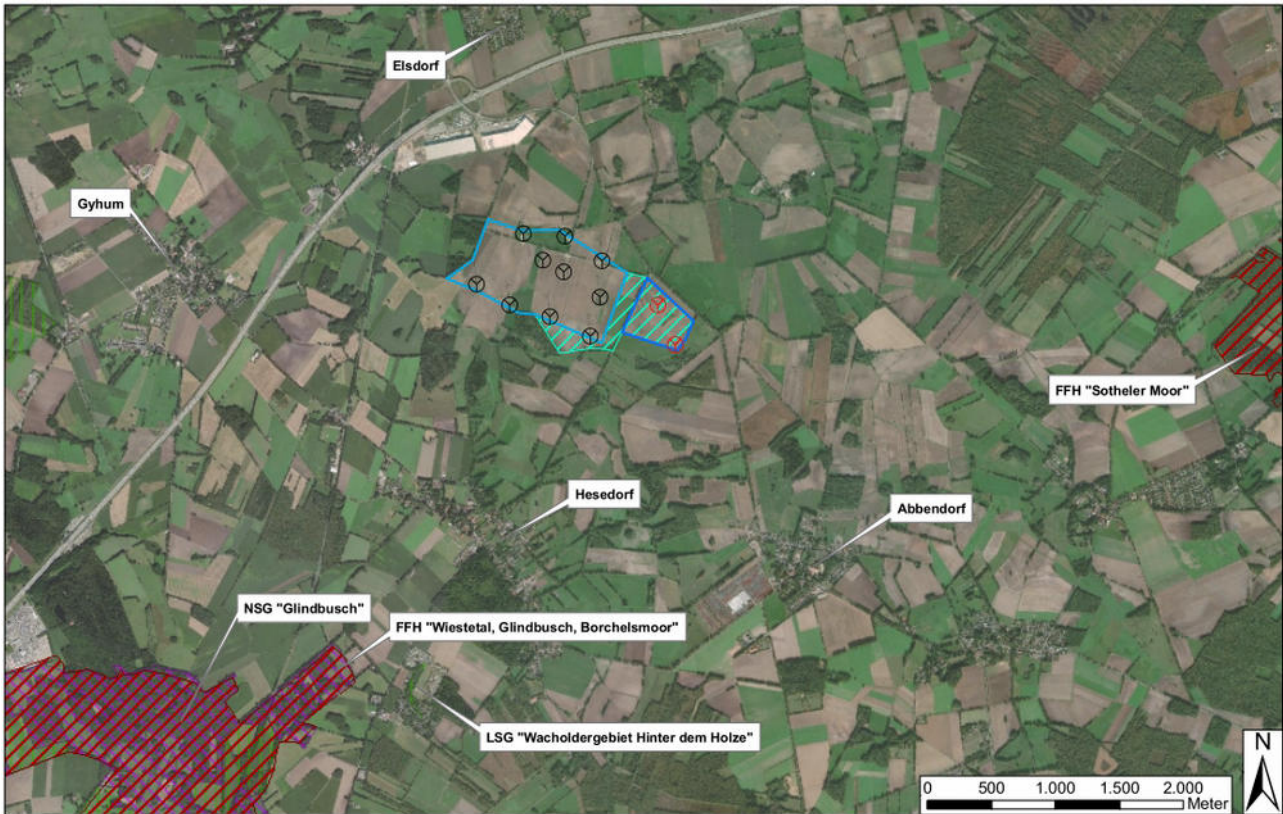 Elsdorf
Gyhum
FFH "Sotheler Moor"
Hesedorf
Abbendorf
NSG "Glindbusch"
FFH "Wiestetal, Glindbusch, Borchelsmoor"
LSG "Wacholdergebiet Hinter dem Holze"
N
0 500 1.000 1.500 2.000
Meter